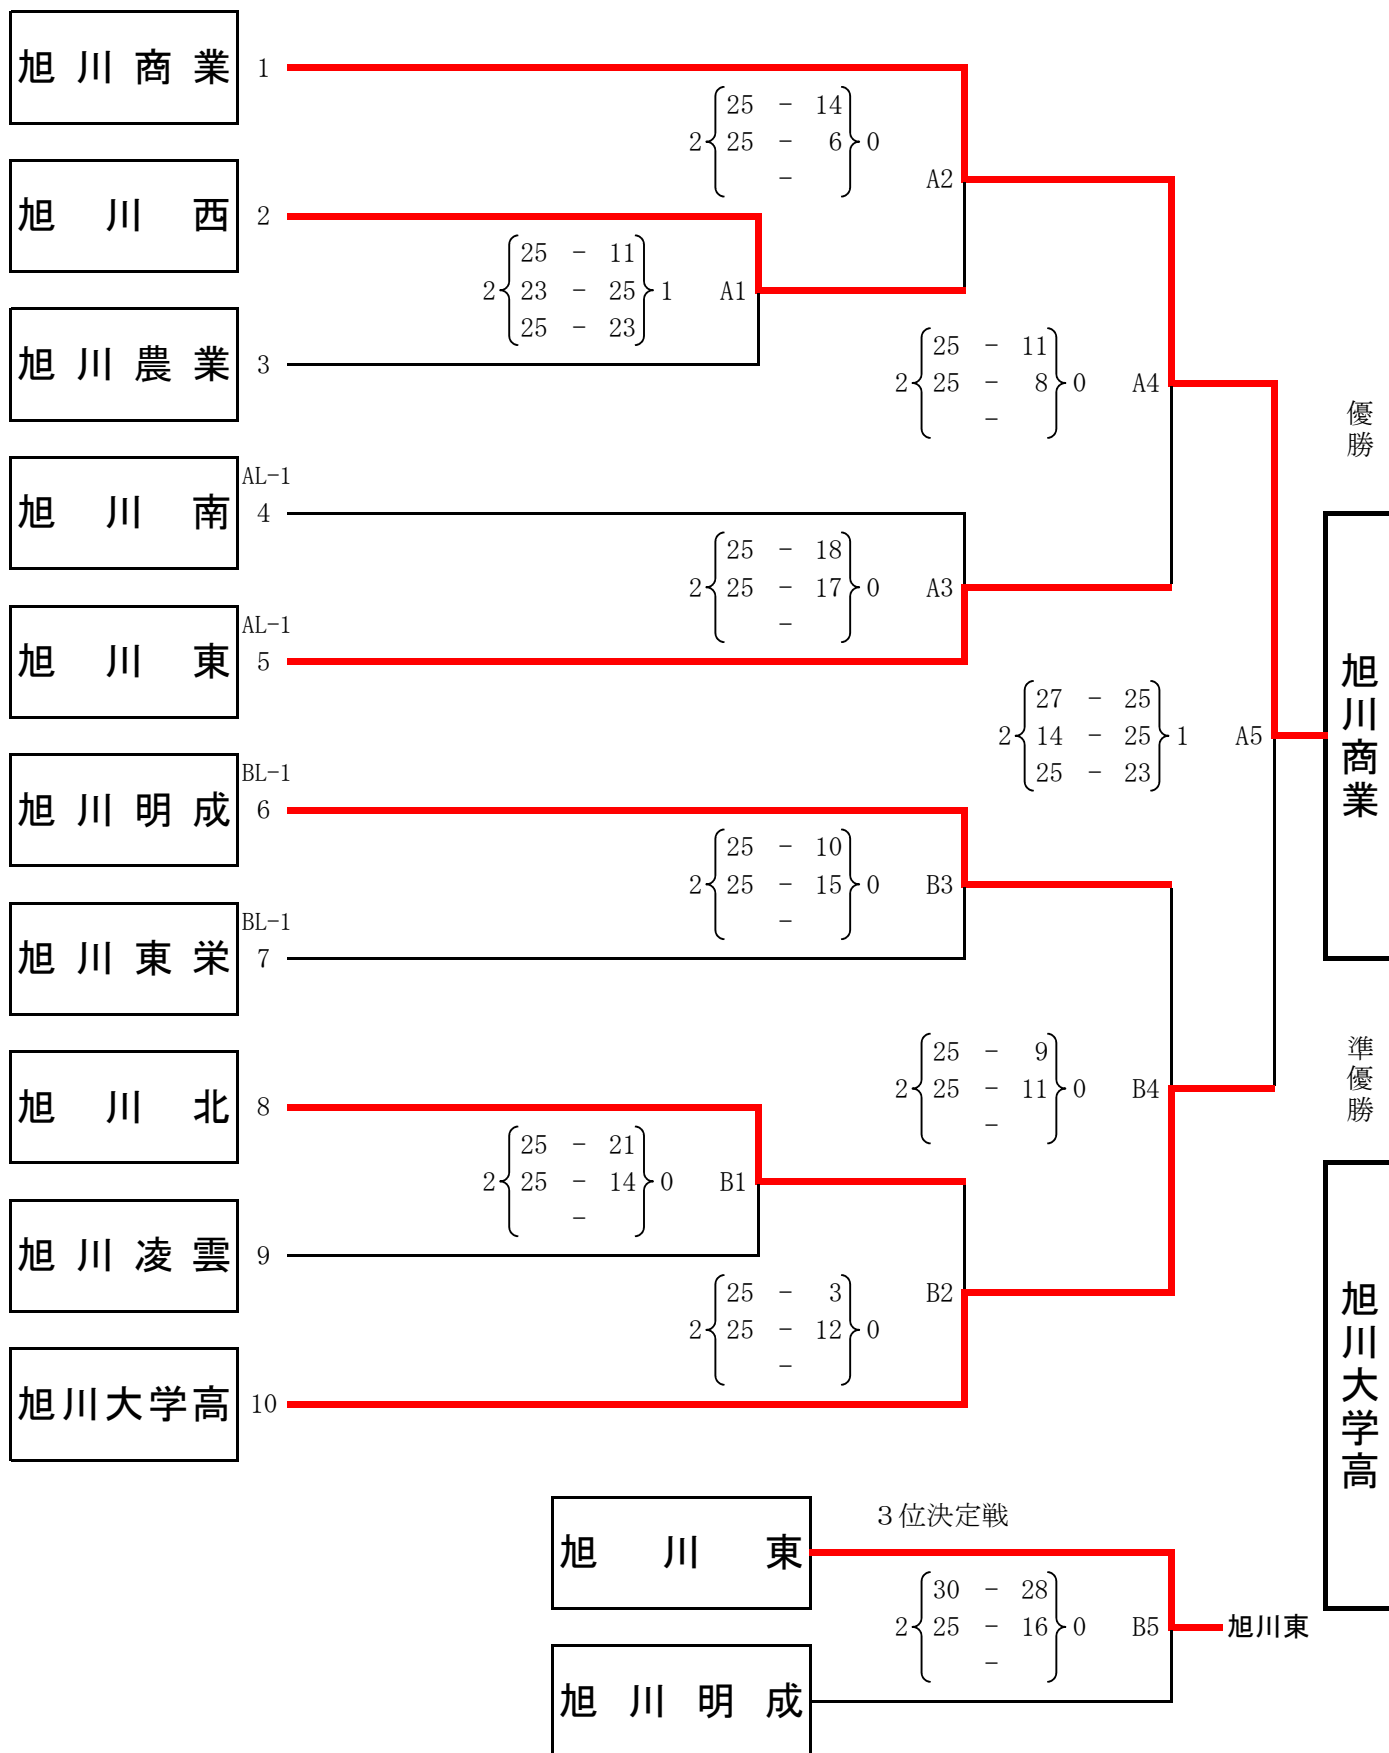 旭川商業 1
25 - 14
2 25 - 6 0
-
A2
旭川西 2
25 - 11
2 23 - 25 1 A1
25 - 23
旭川農業 3
25 - 11
2 25 - 8 0 A4
-
優勝
AL-1
旭川南 4
25 - 18
2 25 - 17 0 A3
-
AL-1
旭川東 5
27 - 25
2 14 - 25 1 A5
25 - 23
旭川商業
BL-1
旭川明成 6
25 - 10
2 25 - 15 0 B3
-
BL-1
旭川東栄 7
25 - 9
2 25 - 11 0 B4
-
準優勝
旭川北 8
25 - 21
2 25 - 14 0 B1
-
旭川凌雲 9
25 - 3
2 25 - 12 0
-
B2
旭川大学高
旭川大学高 10
3位決定戦
旭川東
30 - 28
2 25 - 16 0 B5 旭川東
-
旭川明成